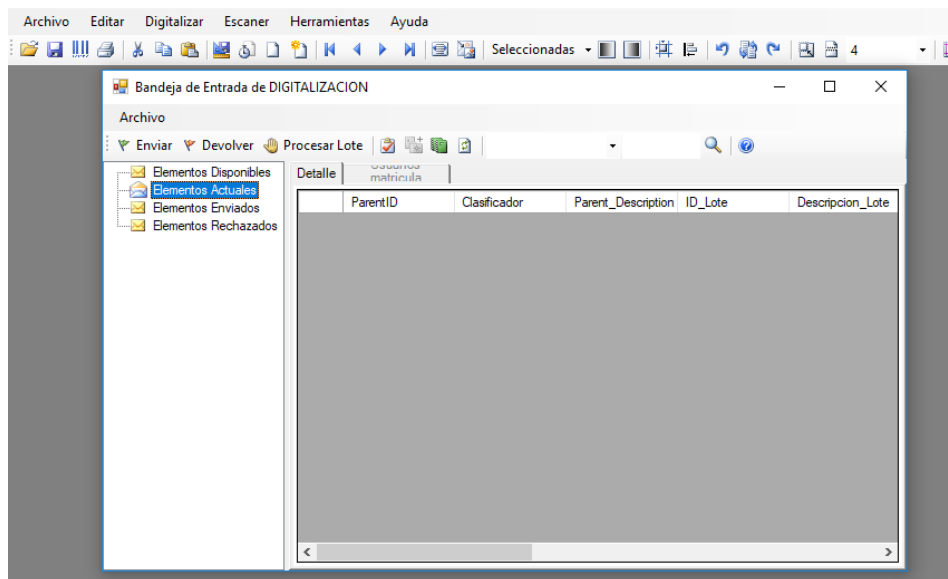 Archivo Editar Digitalizar Escaner Herramientas Ayuda
Seleccionadas 4
Bandeja de Entrada de DIGITALIZACION
Archivo
Enviar Devolver Procesar Lote
Elementos Disponibles
Elementos Actuales
Elementos Enviados
Elementos Rechazados
Detalle
matricula
ParentID Clasificador Parent_Description ID_Lote Descripcion_Lote